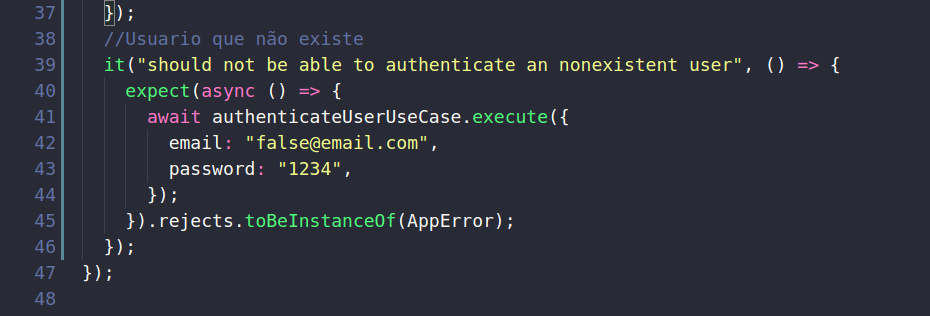 37 });
38 //Usuario que não existe
39 it("should not be able to authenticate an nonexistent user", () => {
40 expect(async () => {
41 await authenticateUserUseCase.execute({
42 email: "false@email.com",
43 password: "1234",
44 });
45 }).rejects.toBeInstanceOf(AppError);
46 });
47 });
48